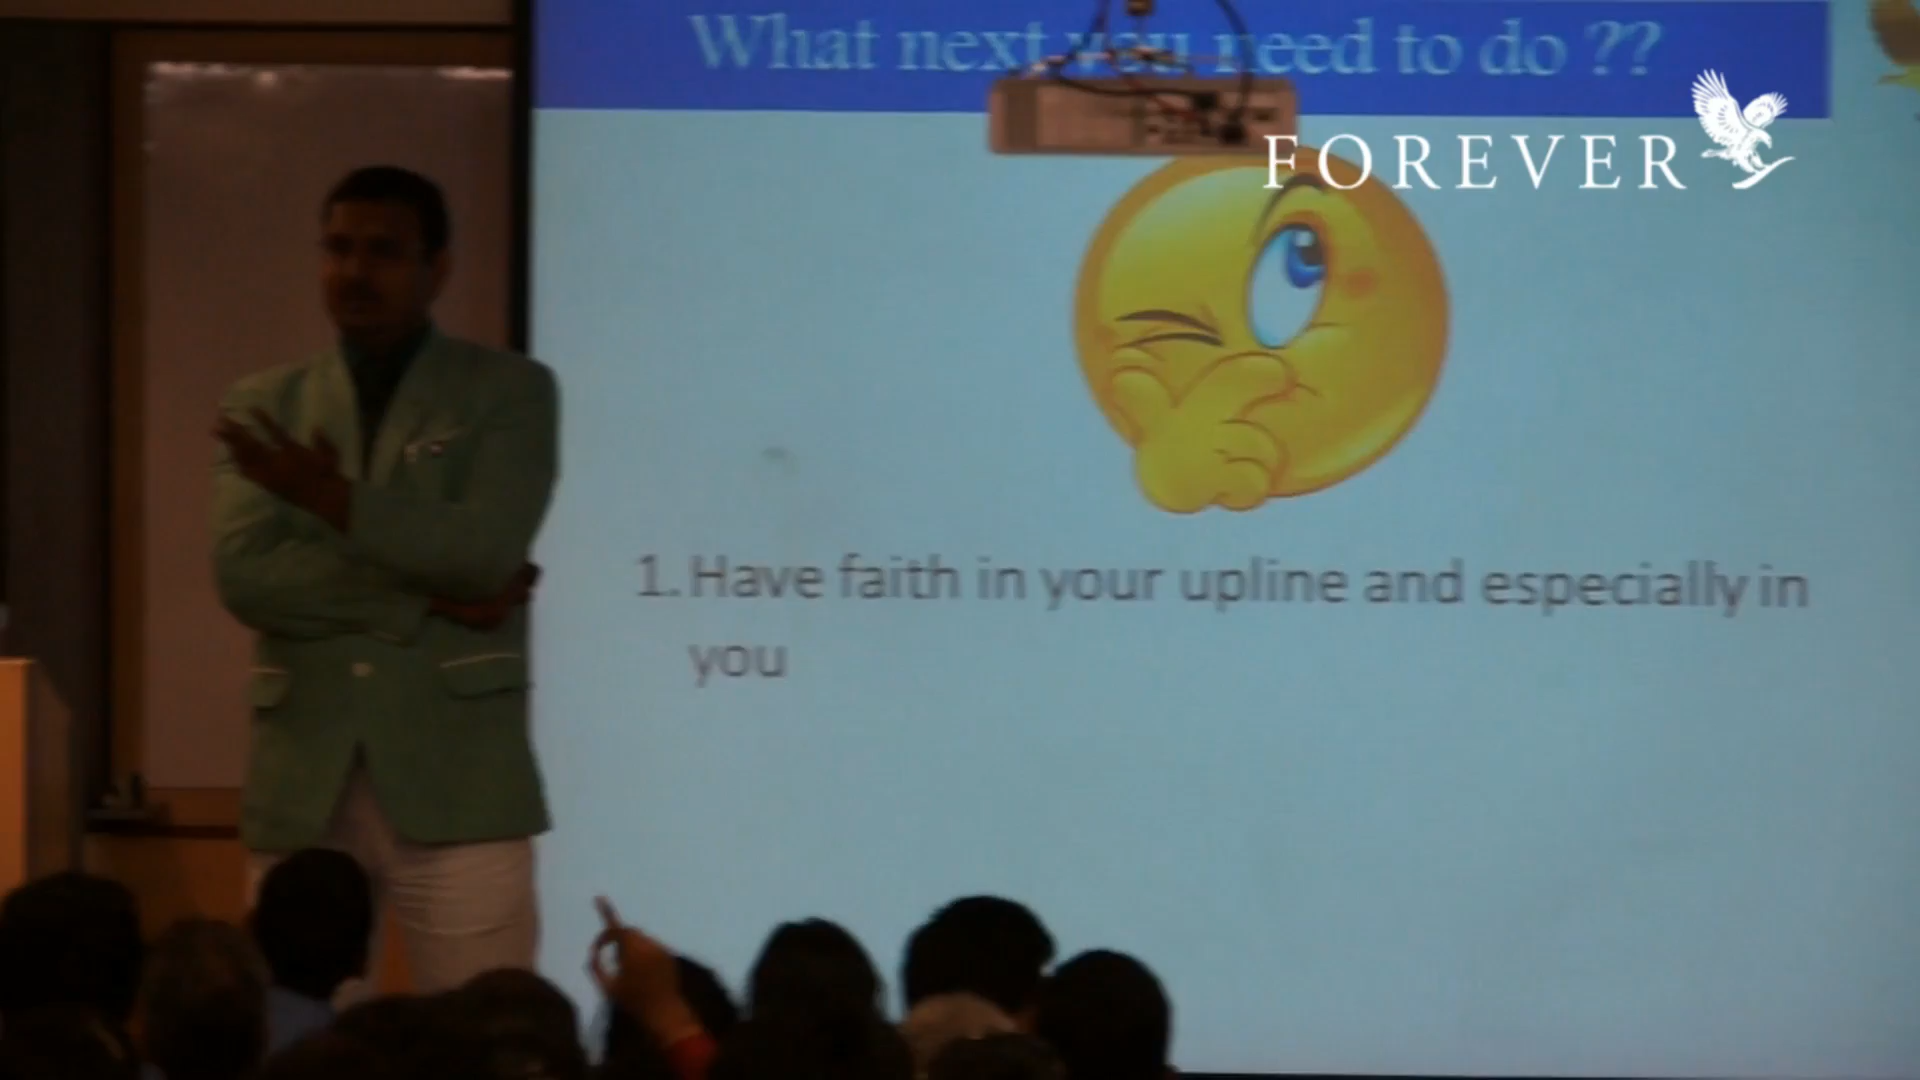 What next you need to do ??
FOREVER
1. Have faith in your upline and especially in
you